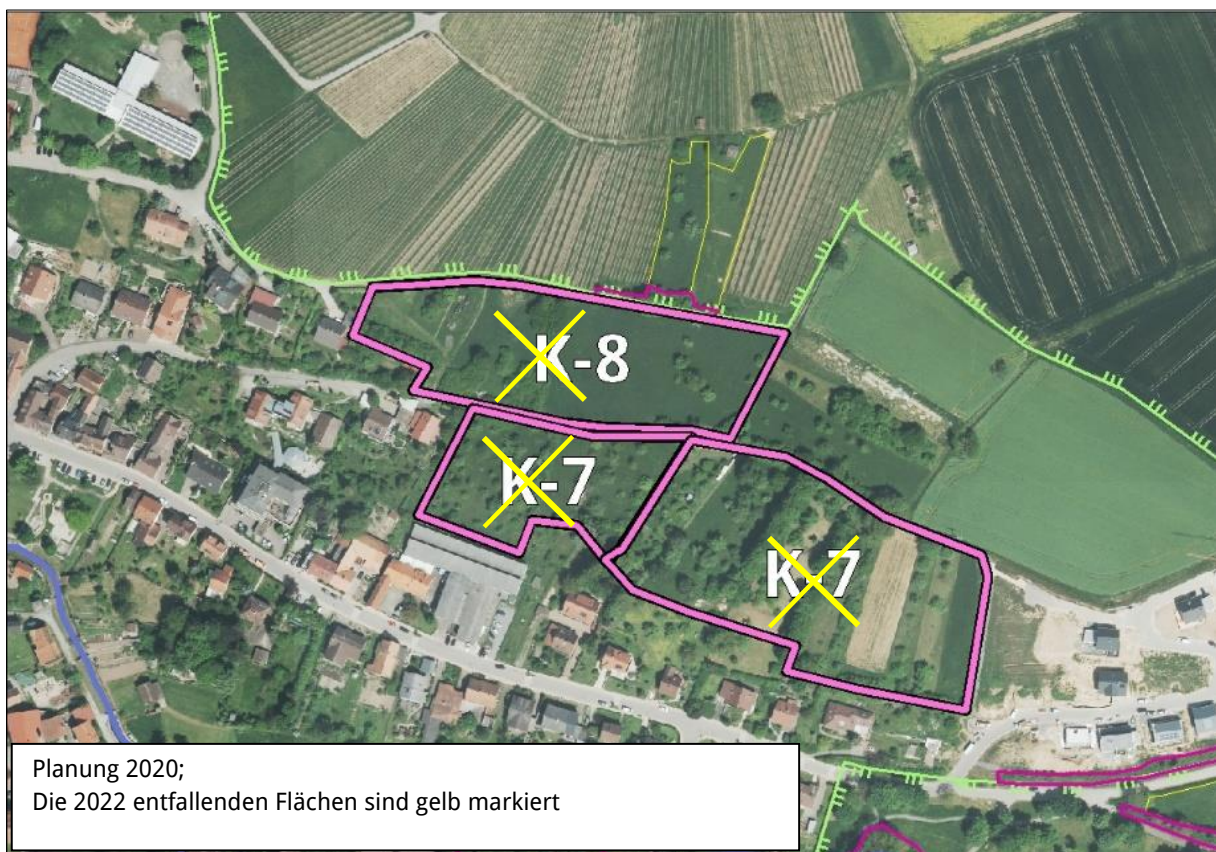 K-8
K-7
K-7
Planung 2020;
Die 2022 entfallenden Flächen sind gelb markiert